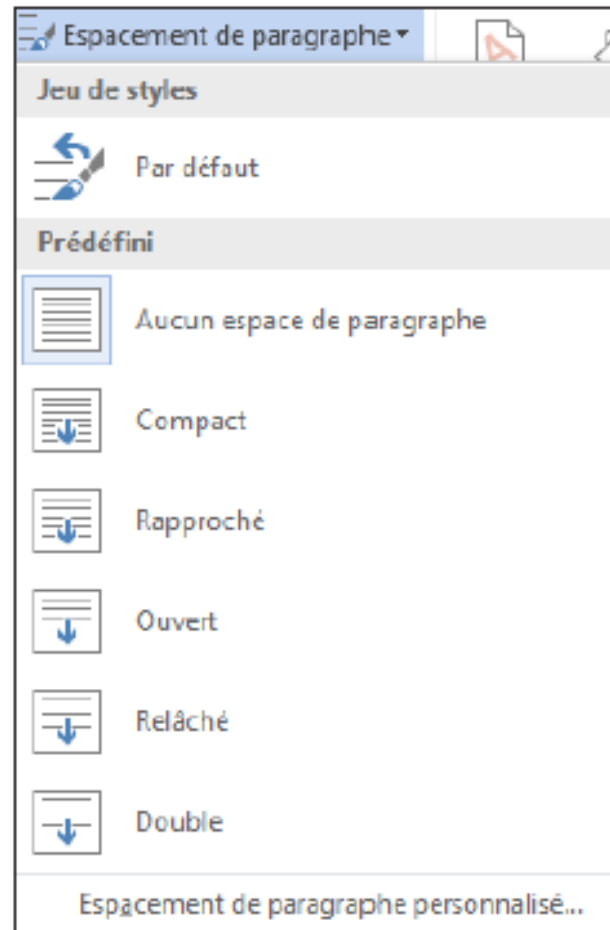 Espacement de paragraphe
Jeu de styles
Par défaut
Prédéfini
Aucun espace de paragraphe
Compact
Rapproché
Ouvert
Relâché
Double
Espacement de paragraphe personnalisé...